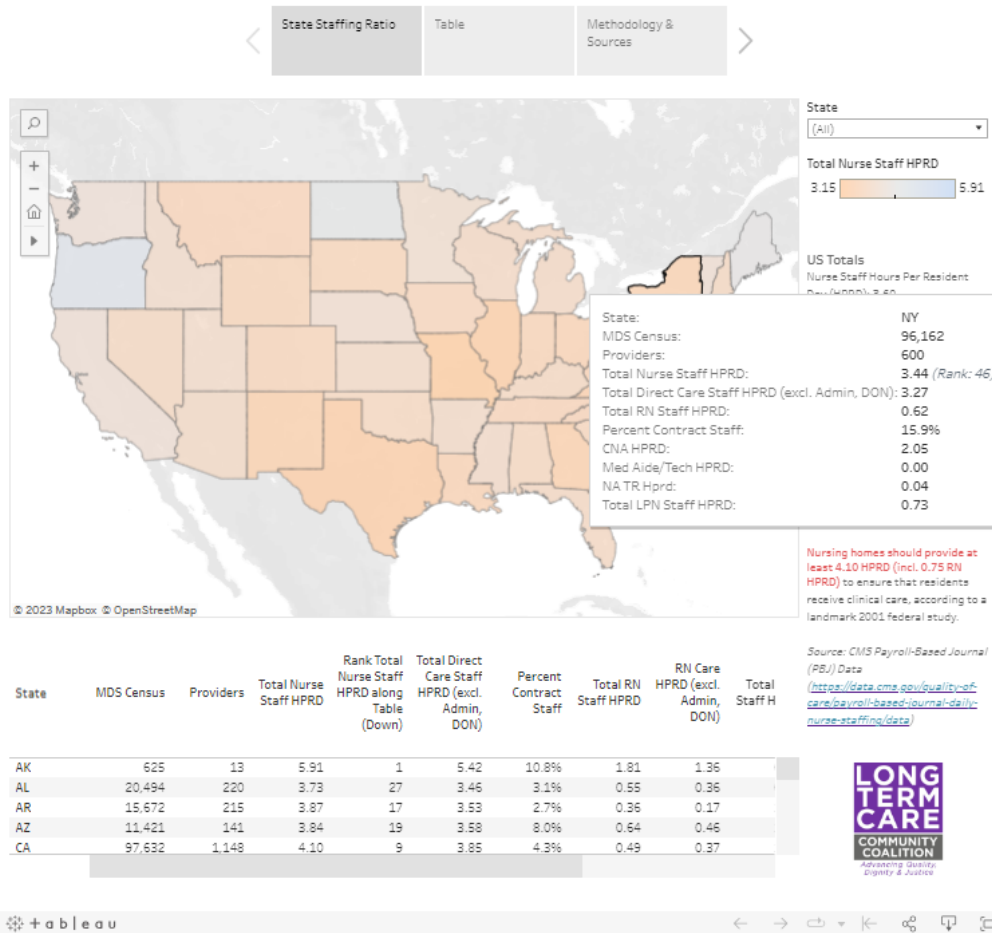 State Staffing Ratio
Table
Methodology &
Sources
State
(All)
Total Nurse Staff HPRD
3.15
5.91
US Totals
Nurse Staff Hours Per Resident
State: NY
MDS Census: 96,162
Providers: 600
Total Nurse Staff HPRD: 3.44 (Rank: 46)
Total Direct Care Staff HPRD (excl. Admin, DON): 3.27
Total RN Staff HPRD: 0.62
Percent Contract Staff: 15.9%
CNA HPRD: 2.05
Med Aide/Tech HPRD: 0.00
NA TR Hprd: 0.04
Total LPN Staff HPRD: 0.73
Nursing homes should provide at
least 4.10 HPRD (incl. 0.75 RN
HPRD) to ensure that residents
receive clinical care, according to a
landmark 2001 federal study.
© 2023 Mapbox © OpenStreetMap
Source: CMS Payroll-Based Journal
(PBJ) Data
(https://data.cms.gov/quality-of-
care/payroll-based-journal-daily-
nurse-staffing/data)
State MDS Census Providers Total Nurse Staff HPRD Rank Total Nurse Staff HPRD along Table (Down) Total Direct Care Staff HPRD (excl. Admin, DON) Percent Contract Staff Total RN Staff HPRD RN Care HPRD (excl. Admin, DON) Total Staff H
AK 625 13 5.91 1 5.42 10.8% 1.81 1.36
AL 20,494 220 3.73 27 3.46 3.1% 0.55 0.36
AR 15,672 215 3.87 17 3.53 2.7% 0.36 0.17
AZ 11,421 141 3.84 19 3.58 8.0% 0.64 0.46
CA 97,632 1,148 4.10 9 3.85 4.3% 0.49 0.37
LONG
TERM
CARE
COMMUNITY
COALITION
Advancing Quality,
Dignity & Justice
+ a b l e a u